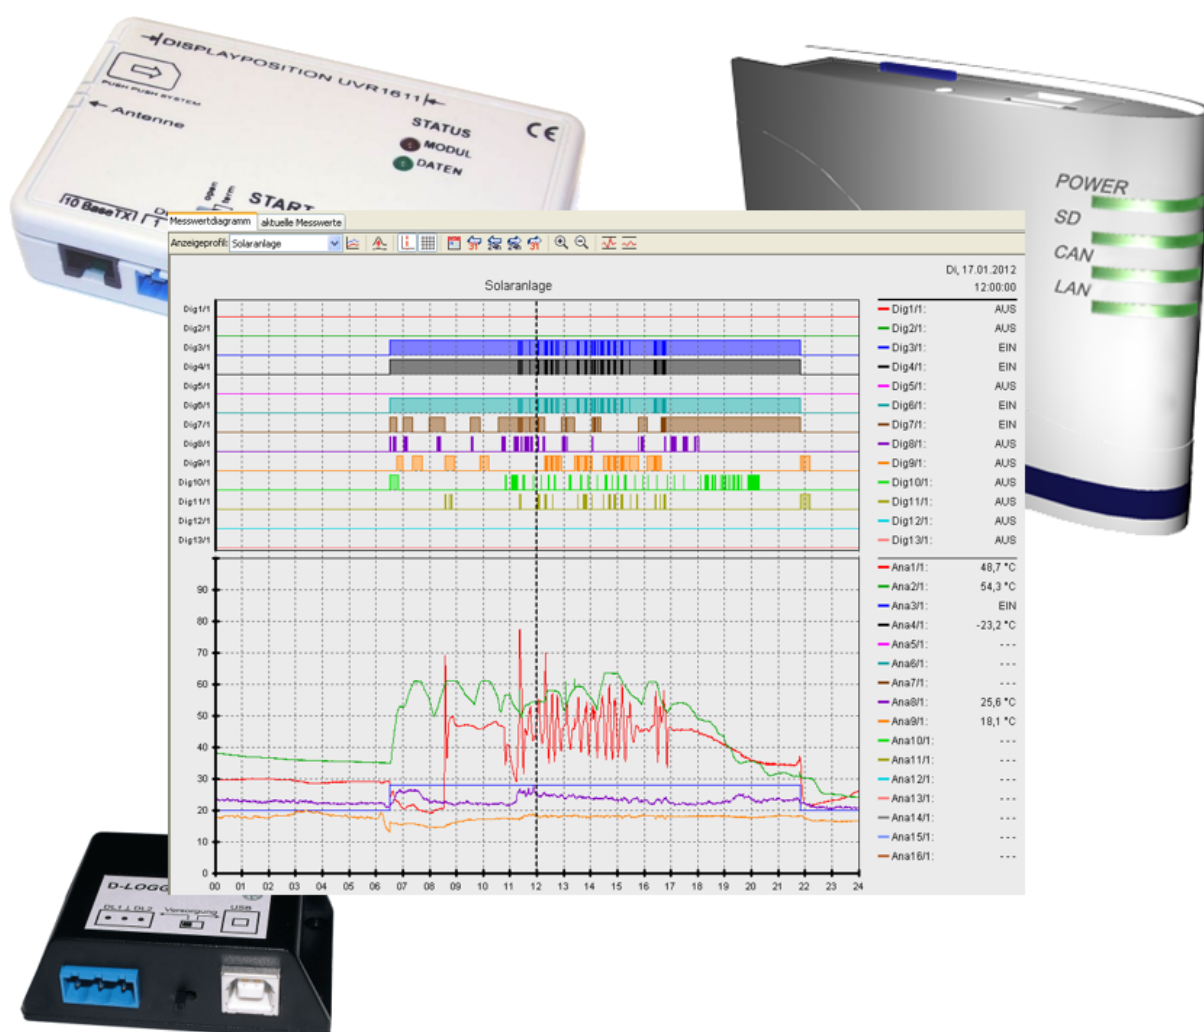 DISPLAYPOSITION UVR1611
PUSH PUSH SYSTEM
Antenne
STATUS
MODUL
DATEN
CE
open
term
START
10 BaseTX
1
POWER
SD
CAN
LAN
Messwertdiagramm aktuelle Messwerte
Anzeigeprofil: Solaranlage
Di, 17.01.2012
12:00:00
Solaranlage
Dig1/1
Dig2/1
Dig3/1
Dig4/1
Dig5/1
Dig6/1
Dig7/1
Dig8/1
Dig9/1
Dig10/1
Dig11/1
Dig12/1
Dig13/1
Dig1/1: AUS
Dig2/1: AUS
Dig3/1: EIN
Dig4/1: EIN
Dig5/1: AUS
Dig6/1: EIN
Dig7/1: EIN
Dig8/1: AUS
Dig9/1: AUS
Dig10/1: AUS
Dig11/1: AUS
Dig12/1: AUS
Dig13/1: AUS
90
80
70
60
50
40
30
20
10
0
00 01 02 03 04 05 06 07 08 09 10 11 12 13 14 15 16 17 18 19 20 21 22 23 24
Ana1/1: 48,7 °C
Ana2/1: 54,3 °C
Ana3/1: EIN
Ana4/1: -23,2 °C
Ana5/1: ---
Ana6/1: ---
Ana7/1: ---
Ana8/1: 25,6 °C
Ana9/1: 18,1 °C
Ana10/1: ---
Ana11/1: ---
Ana12/1: ---
Ana13/1: ---
Ana14/1: ---
Ana15/1: ---
Ana16/1: ---
D-LOGG
DL1 ⊥ DL2 Versorgung USB